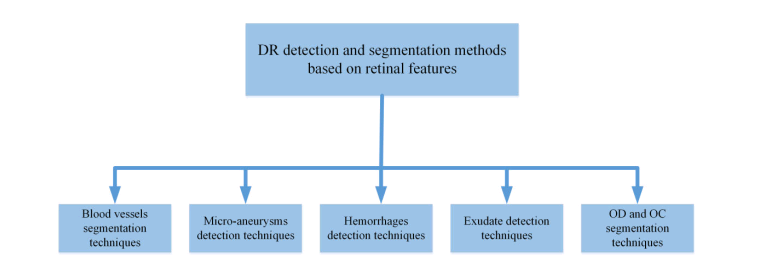 DR detection and segmentation methods
based on retinal features
Blood vessels
segmentation
techniques
Micro-aneurysms
detection techniques
Hemorrhages
detection techniques
Exudate detection
techniques
OD and OC
segmentation
techniques